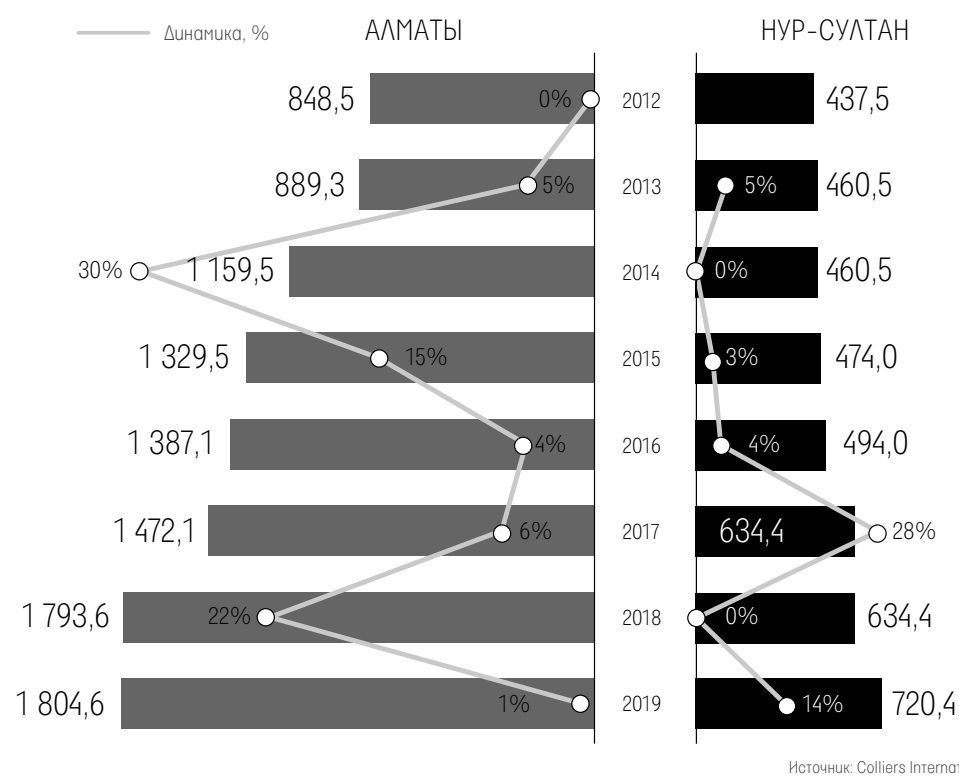 Динамика, %
АЛМАТЫ
НУР-СУЛТАН
848,5 0% 2012 437,5
889,3 5% 2013 5% 460,5
30% 1 159,5 2014 0% 460,5
1 329,5 15% 2015 3% 474,0
1 387,1 4% 2016 4% 494,0
1 472,1 6% 2017 634,4 28%
1 793,6 22% 2018 0% 634,4
1 804,6 1% 2019 14% 720,4
Источник: Colliers Internat